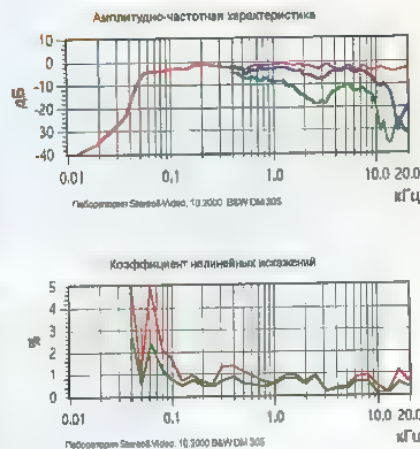 Амплитудно-частотная характеристика
дБ
10
0
-10
-20
-30
-40
0.01 0,1 1,0 10,0 20.0
кГц
Лаборатория Stereo&Video, 10.2000 B&W DM 305
Коэффициент нелинейных искажений
%
5
4
3
2
1
0
0.01 0.1 1.0 10.0 20.0
кГц
Лаборатория Stereo&Video, 10.2000 B&W DM 305